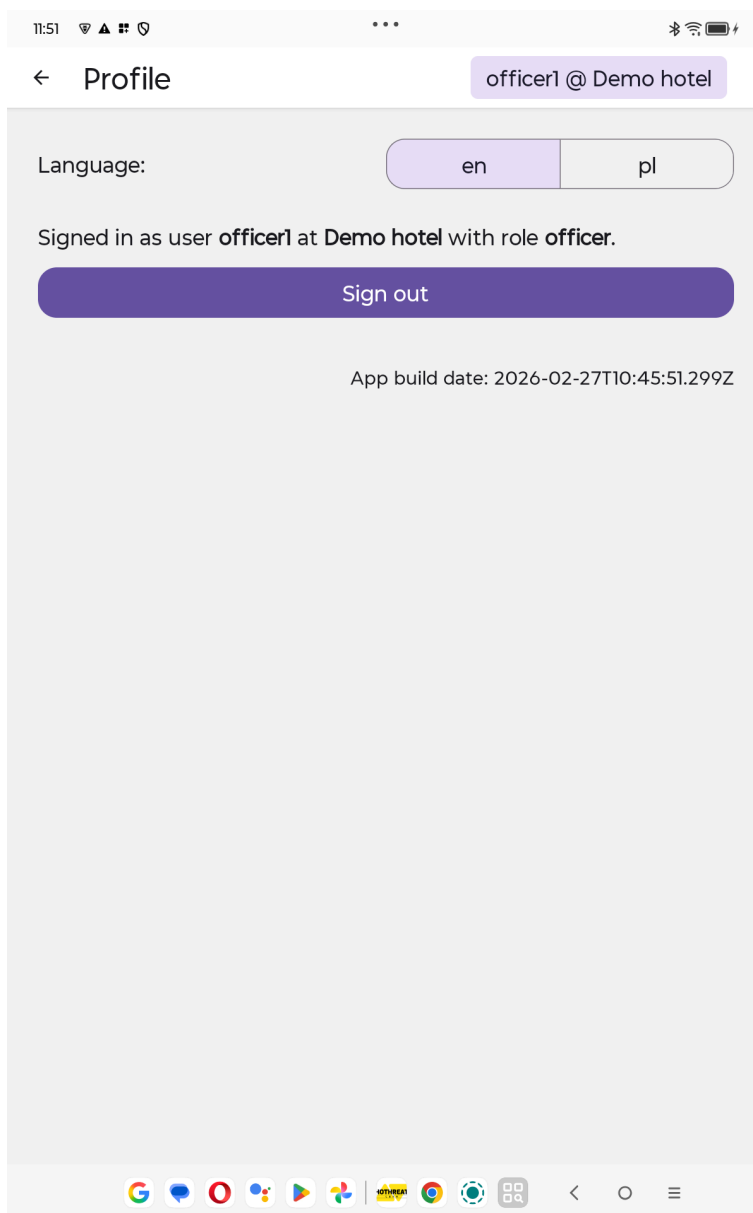 11:51
Profile
officer1 @ Demo hotel
Language:
en
pl
Signed in as user officer1 at Demo hotel with role officer.
Sign out
App build date: 2026-02-27T10:45:51.299Z